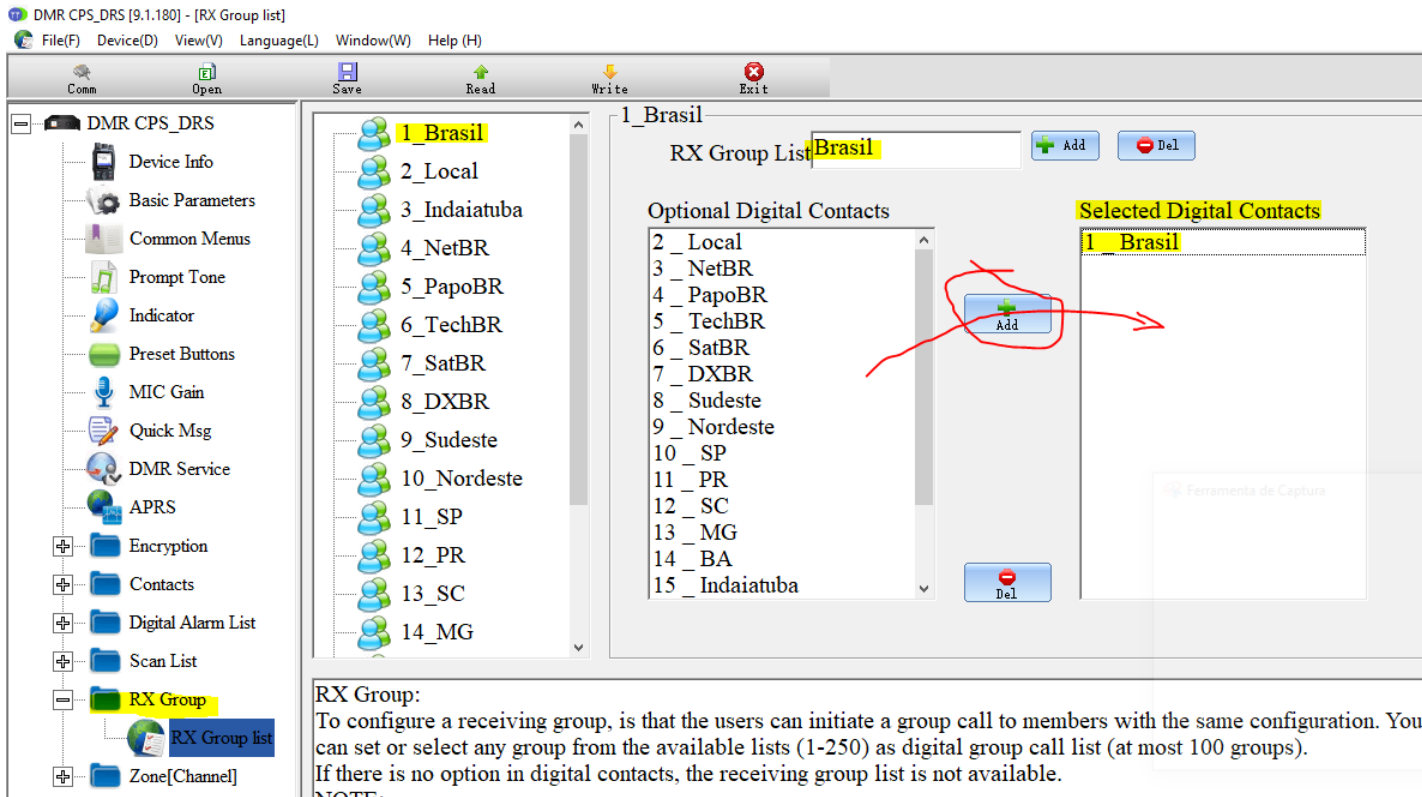 DMR CPS_DRS [9.1.180] - [RX Group list]
File(F) Device(D) View(V) Language(L) Window(W) Help (H)
Comm Open Save Read Write Exit
DMR CPS_DRS
Device Info
Basic Parameters
Common Menus
Prompt Tone
Indicator
Preset Buttons
MIC Gain
Quick Msg
DMR Service
APRS
Encryption
Contacts
Digital Alarm List
Scan List
RX Group
RX Group list
Zone[Channel]
1_Brasil
2_Local
3_Indaiatuba
4_NetBR
5_PapoBR
6_TechBR
7_SatBR
8_DXBR
9_Sudeste
10_Nordeste
11_SP
12_PR
13_SC
14_MG
1_Brasil
RX Group List Brasil Add Del
Optional Digital Contacts
2 _ Local
3 _ NetBR
4 _ PapoBR
5 _ TechBR
6 _ SatBR
7 _ DXBR
8 _ Sudeste
9 _ Nordeste
10 _ SP
11 _ PR
12 _ SC
13 _ MG
14 _ BA
15 _ Indaiatuba
Add
Del
Selected Digital Contacts
1 _ Brasil
Ferramenta de Captura
RX Group:
To configure a receiving group, is that the users can initiate a group call to members with the same configuration. You
can set or select any group from the available lists (1-250) as digital group call list (at most 100 groups).
If there is no option in digital contacts, the receiving group list is not available.
NOTE: